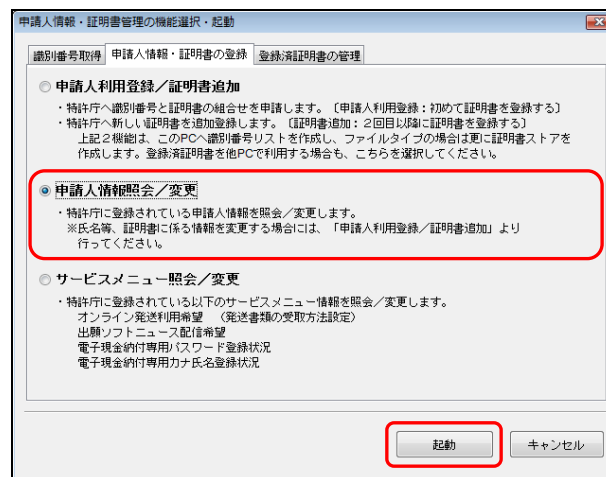 申請人情報・証明書管理の機能選択・起動
識別番号取得 申請人情報・証明書の登録 登録済証明書の管理
申請人利用登録／証明書追加
・特許庁へ識別番号と証明書の組合せを申請します。〔申請人利用登録：初めて証明書を登録する〕
・特許庁へ新しい証明書を追加登録します。〔証明書追加：２回目以降に証明書を登録する〕
上記２機能は、このPCへ識別番号リストを作成し、ファイルタイプの場合は更に証明書ストアを
作成します。登録済証明書を他PCで利用する場合も、こちらを選択してください。
申請人情報照会／変更
・特許庁に登録されている申請人情報を照会／変更します。
※氏名等、証明書に係る情報を変更する場合には、「申請人利用登録／証明書追加」より
行ってください。
サービスメニュー照会／変更
・特許庁に登録されている以下のサービスメニュー情報を照会／変更します。
オンライン発送利用希望　（発送書類の受取方法設定）
出願ソフトニュース配信希望
電子現金納付専用パスワード登録状況
電子現金納付専用カナ氏名登録状況
起動 キャンセル